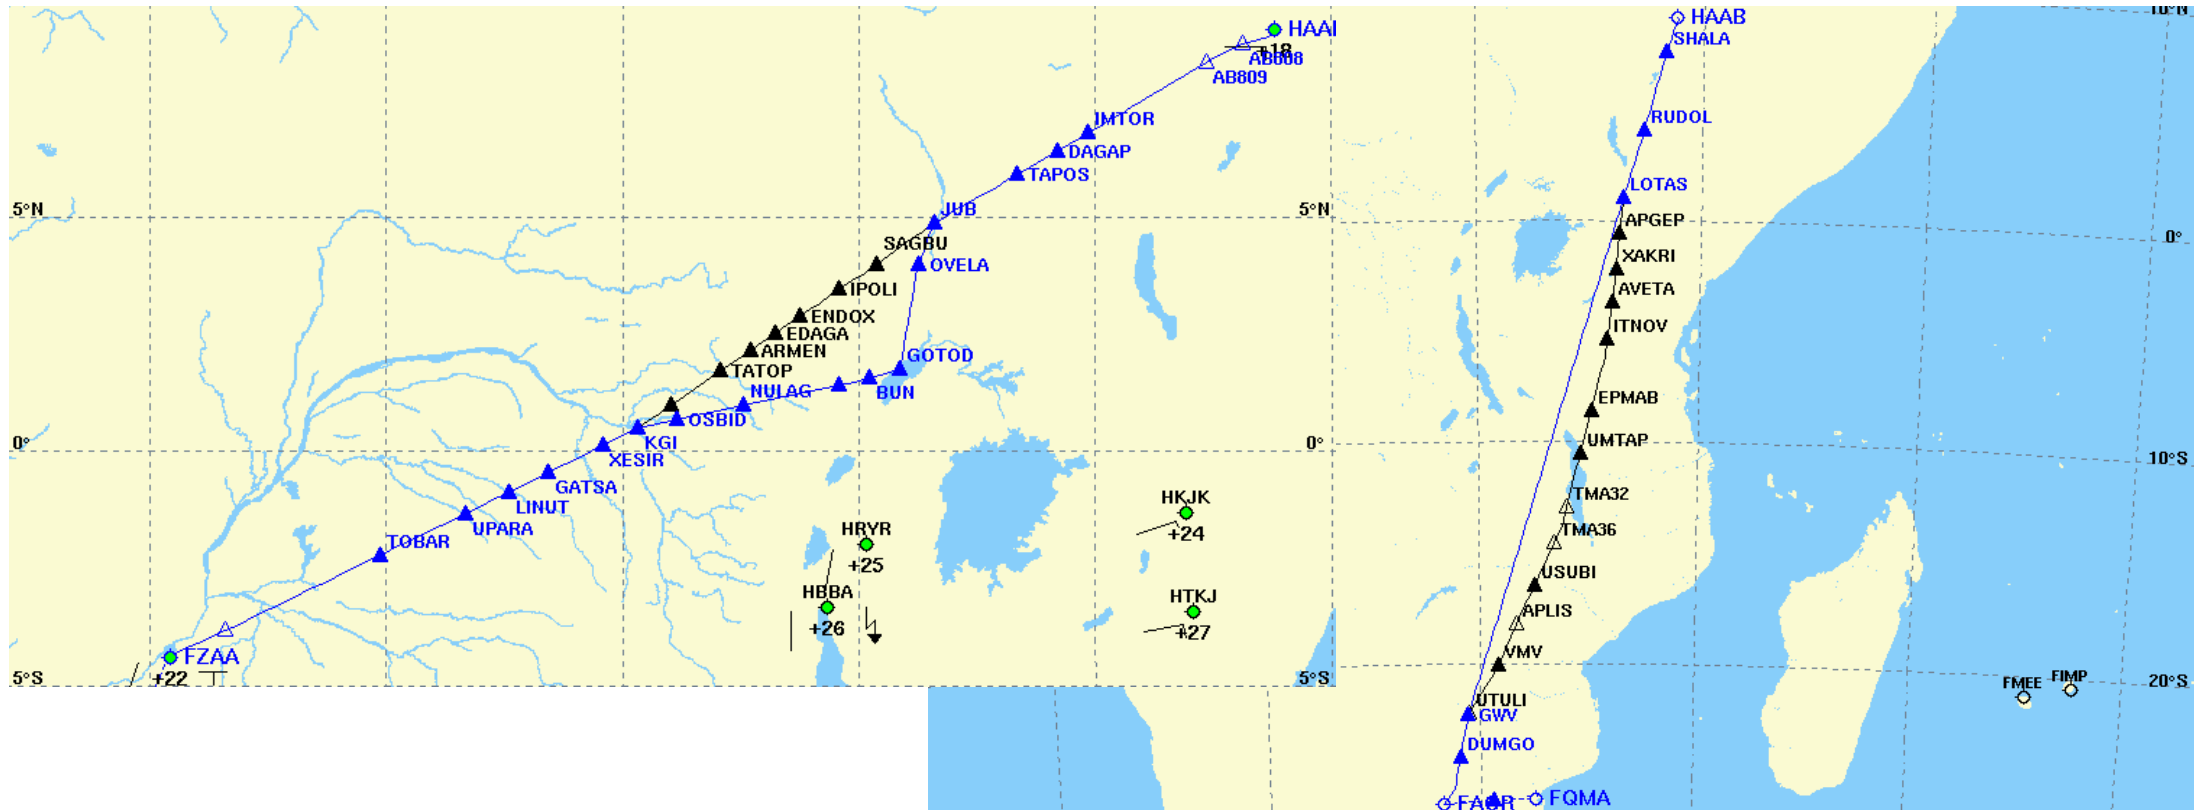 HAAB
10°N
SHALA
HAAI
+18
AB808
AB809
IMTOR
DAGAP
TAPOS
RUDOL
LOTAS
5°N
JUB
5°N
APGEP
0°
SAGBU
OVELA
XAKRI
IPOLI
AVETA
ENDOX
EDAGA
ITNOV
ARMEN
GOTOD
TATOP
NULAG
BUN
EPMAB
OSBID
0°
KGI
0°
UMTAP
10°S
XESIR
GATSA
TMA32
LINUT
HKJK
+24
UPARA
HRYR
+25
TMA36
TOBAR
USUBI
HBBA
+26
HTKJ
+27
APLIS
FZAA
+22
VMV
5°S
5°S
20°S
FMEE
FIMP
UTULI
GWV
DUMGO
FAOR
FQMA